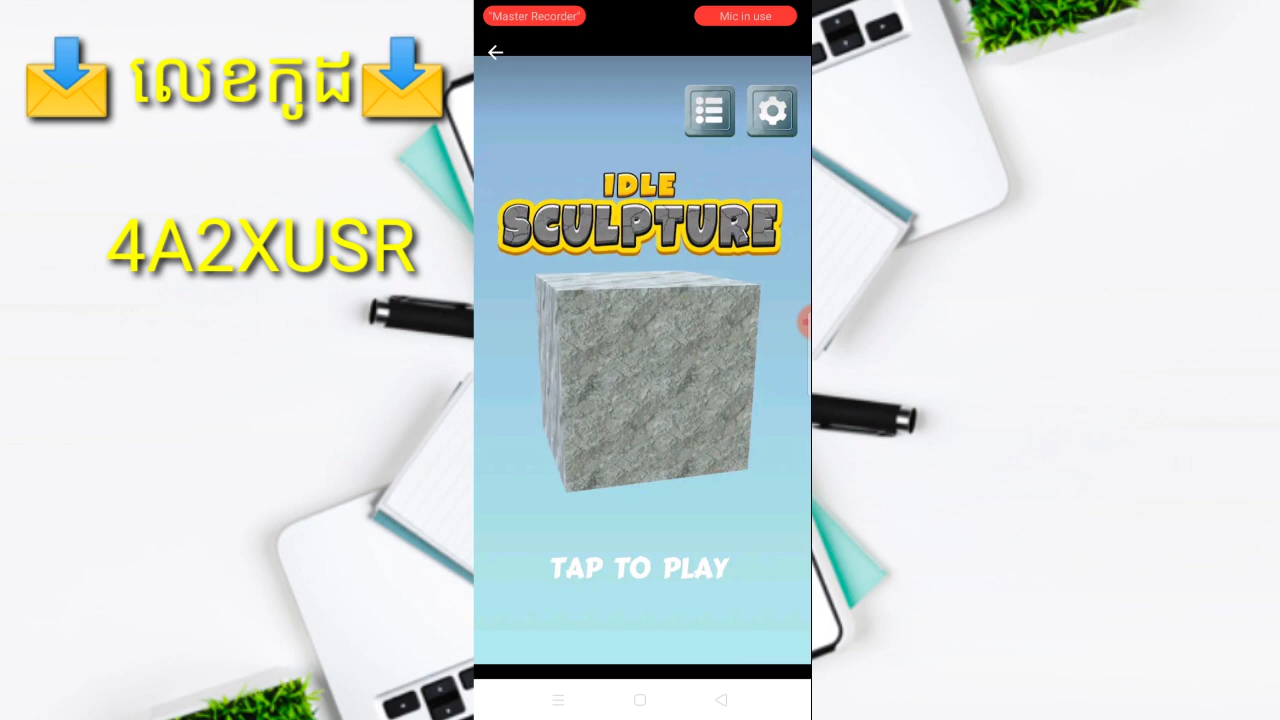 "Master Recorder"
Mic in use
លេខកូដ
4A2XUSR
IDLE
SCULPTURE
TAP TO PLAY